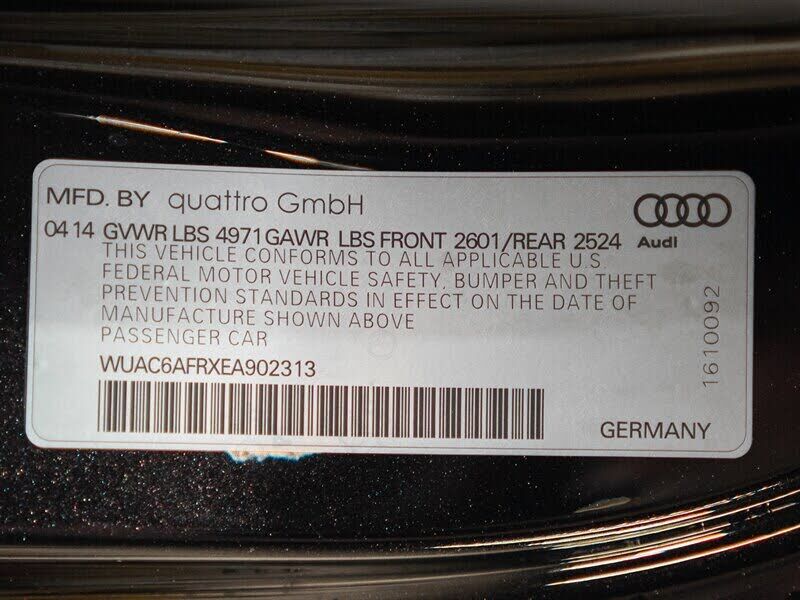 MFD. BY quattro GmbH
04 14 GVWR LBS 4971 GAWR LBS FRONT 2601/REAR 2524
Audi
THIS VEHICLE CONFORMS TO ALL APPLICABLE U.S.
FEDERAL MOTOR VEHICLE SAFETY, BUMPER AND THEFT
PREVENTION STANDARDS IN EFFECT ON THE DATE OF
MANUFACTURE SHOWN ABOVE
PASSENGER CAR
1610092
WUAC6AFRXEA902313
GERMANY